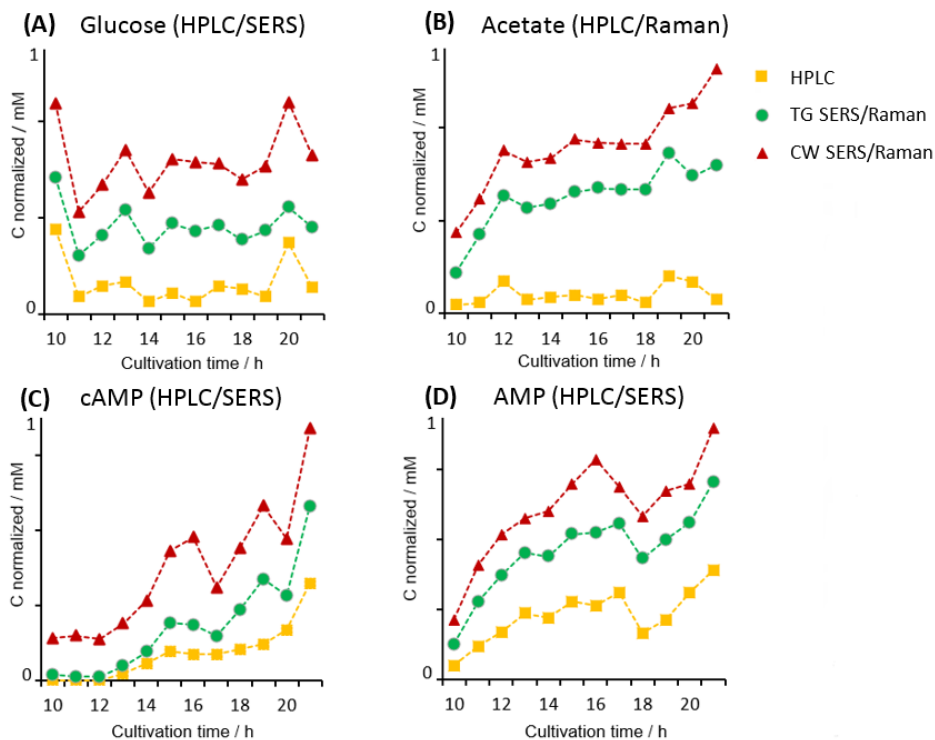 (A) Glucose (HPLC/SERS)
1
C normalized / mM
0
10 12 14 16 18 20
Cultivation time / h
(B) Acetate (HPLC/Raman)
1
C normalized / mM
0
10 12 14 16 18 20
Cultivation time / h
HPLC
TG SERS/Raman
CW SERS/Raman
(C) cAMP (HPLC/SERS)
1
C normalized / mM
0
10 12 14 16 18 20
Cultivation time / h
(D) AMP (HPLC/SERS)
1
C normalized / mM
0
10 12 14 16 18 20
Cultivation time / h